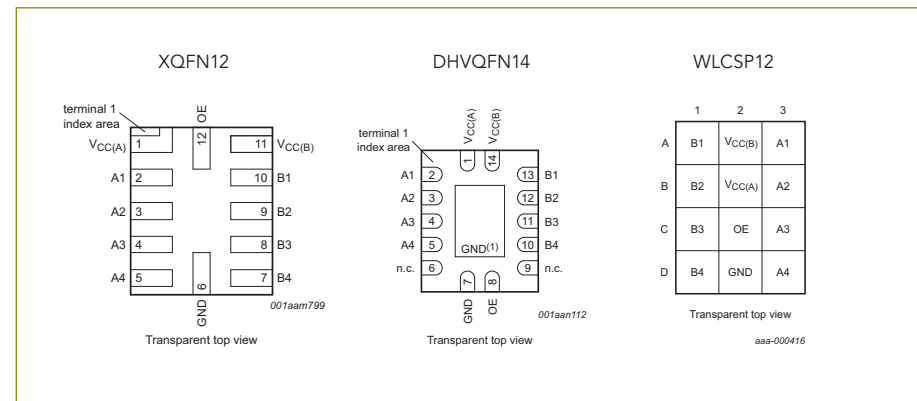 XQFN12
terminal 1
index area
OE
12
VCC(A)
1
11
VCC(B)
A1
2
10
B1
A2
3
9
B2
A3
4
8
B3
A4
5
7
B4
6
GND
001aam799
Transparent top view
DHVQFN14
terminal 1
index area
VCC(A)
VCC(B)
1
14
A1
2
13
B1
A2
3
12
B2
A3
4
11
B3
A4
5
10
B4
GND(1)
n.c.
6
9
n.c.
7
8
GND
OE
001aan112
Transparent top view
WLCSP12
1 2 3
A B1 VCC(B) A1
B B2 VCC(A) A2
C B3 OE A3
D B4 GND A4
Transparent top view
aaa-000416